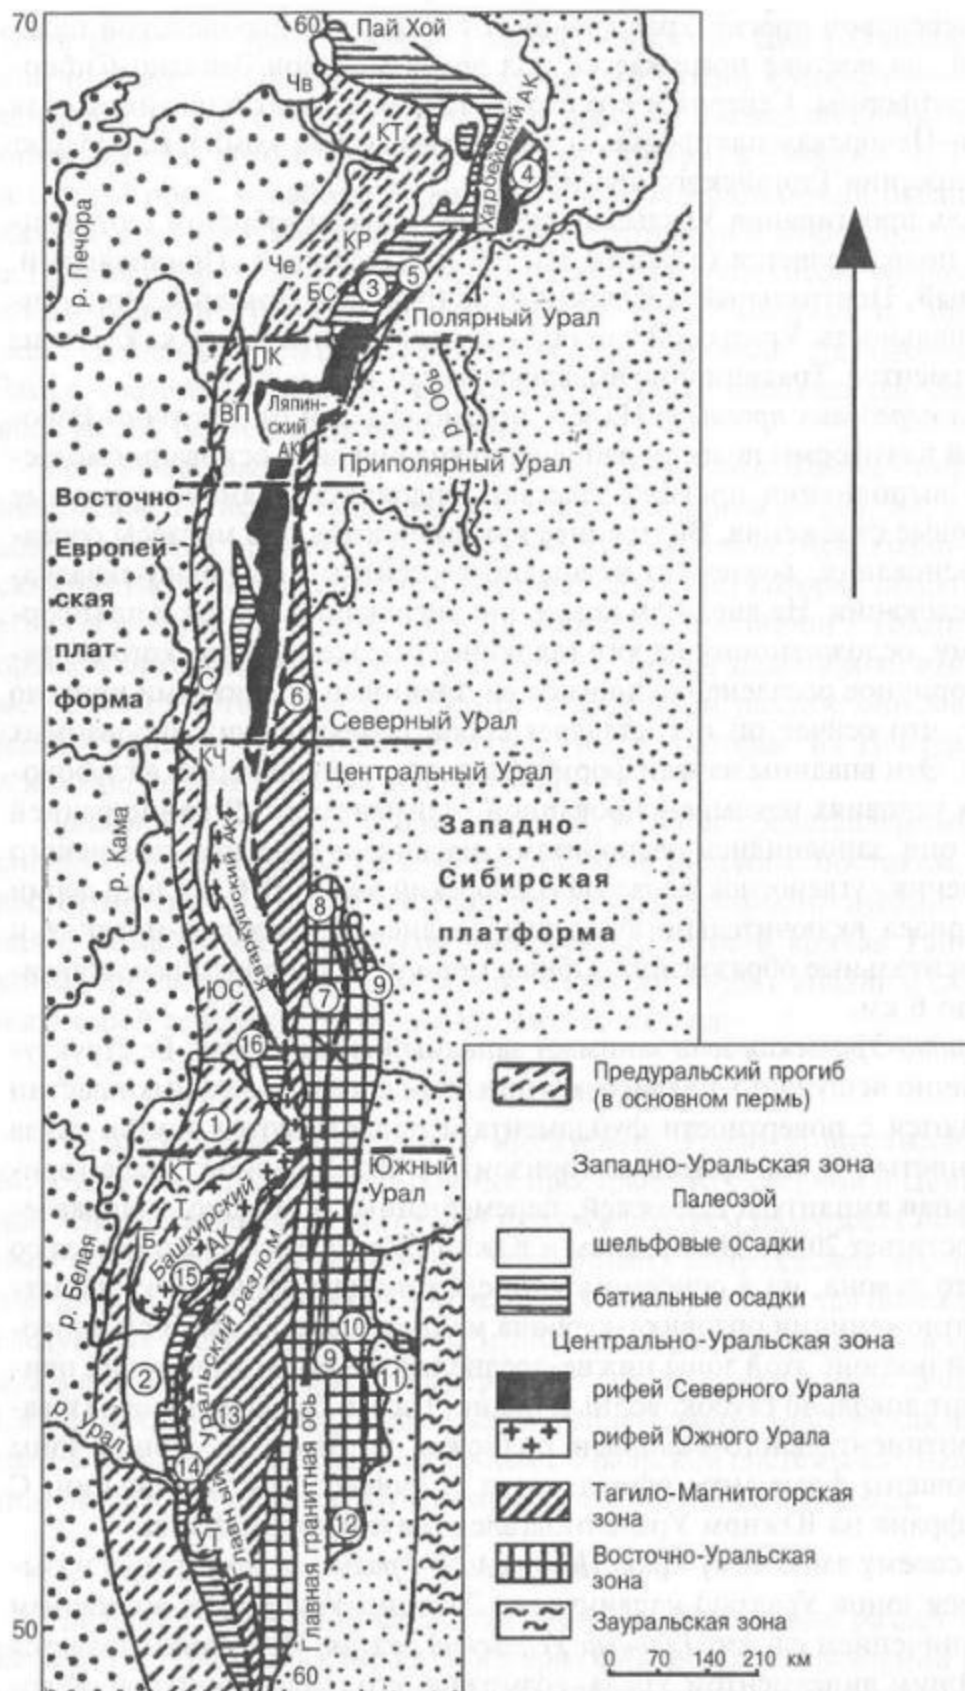 70
60
Пай Хой
Чв
КТ
Харбейский АК
4
р. Печора
КР
Че
5
БС
3
Полярный Урал
ПК
р. Обь
ВП
Ляпин-
ский
АК
Приполярный Урал
Восточно-
Европей-
ская
плат-
форма
С
6
Северный Урал
КЧ
Центральный Урал
р. Кама
Кваркушский АК
Западно-
Сибирская
платформа
8
9
7
ЮС
16
1
КТ
Южный
Урал
Б
Башкирский
АК
15
р. Белая
10
9
11
2
р. Урал
13
14
УТ
Главный Уральский разлом
Главная гранитная ось
12
50
60
Предуральский прогиб
(в основном пермь)
Западно-Уральская зона
Палеозой
шельфовые осадки
батиальные осадки
Центрально-Уральская зона
рифей Северного Урала
рифей Южного Урала
Тагило-Магнитогорская
зона
Восточно-Уральская
зона
Зауральская зона
0 70 140 210 км